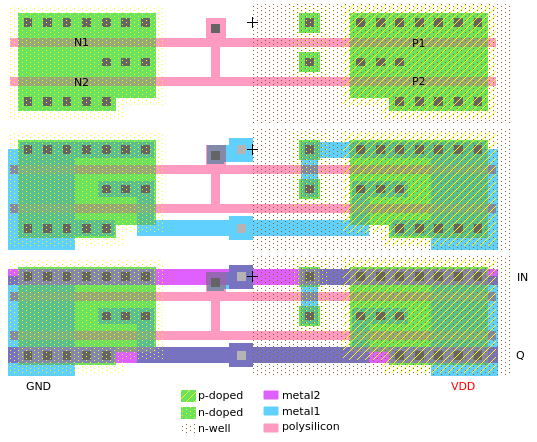 N1 P1
N2 P2
IN
Q
GND VDD
p-doped metal2
n-doped metal1
n-well polysilicon